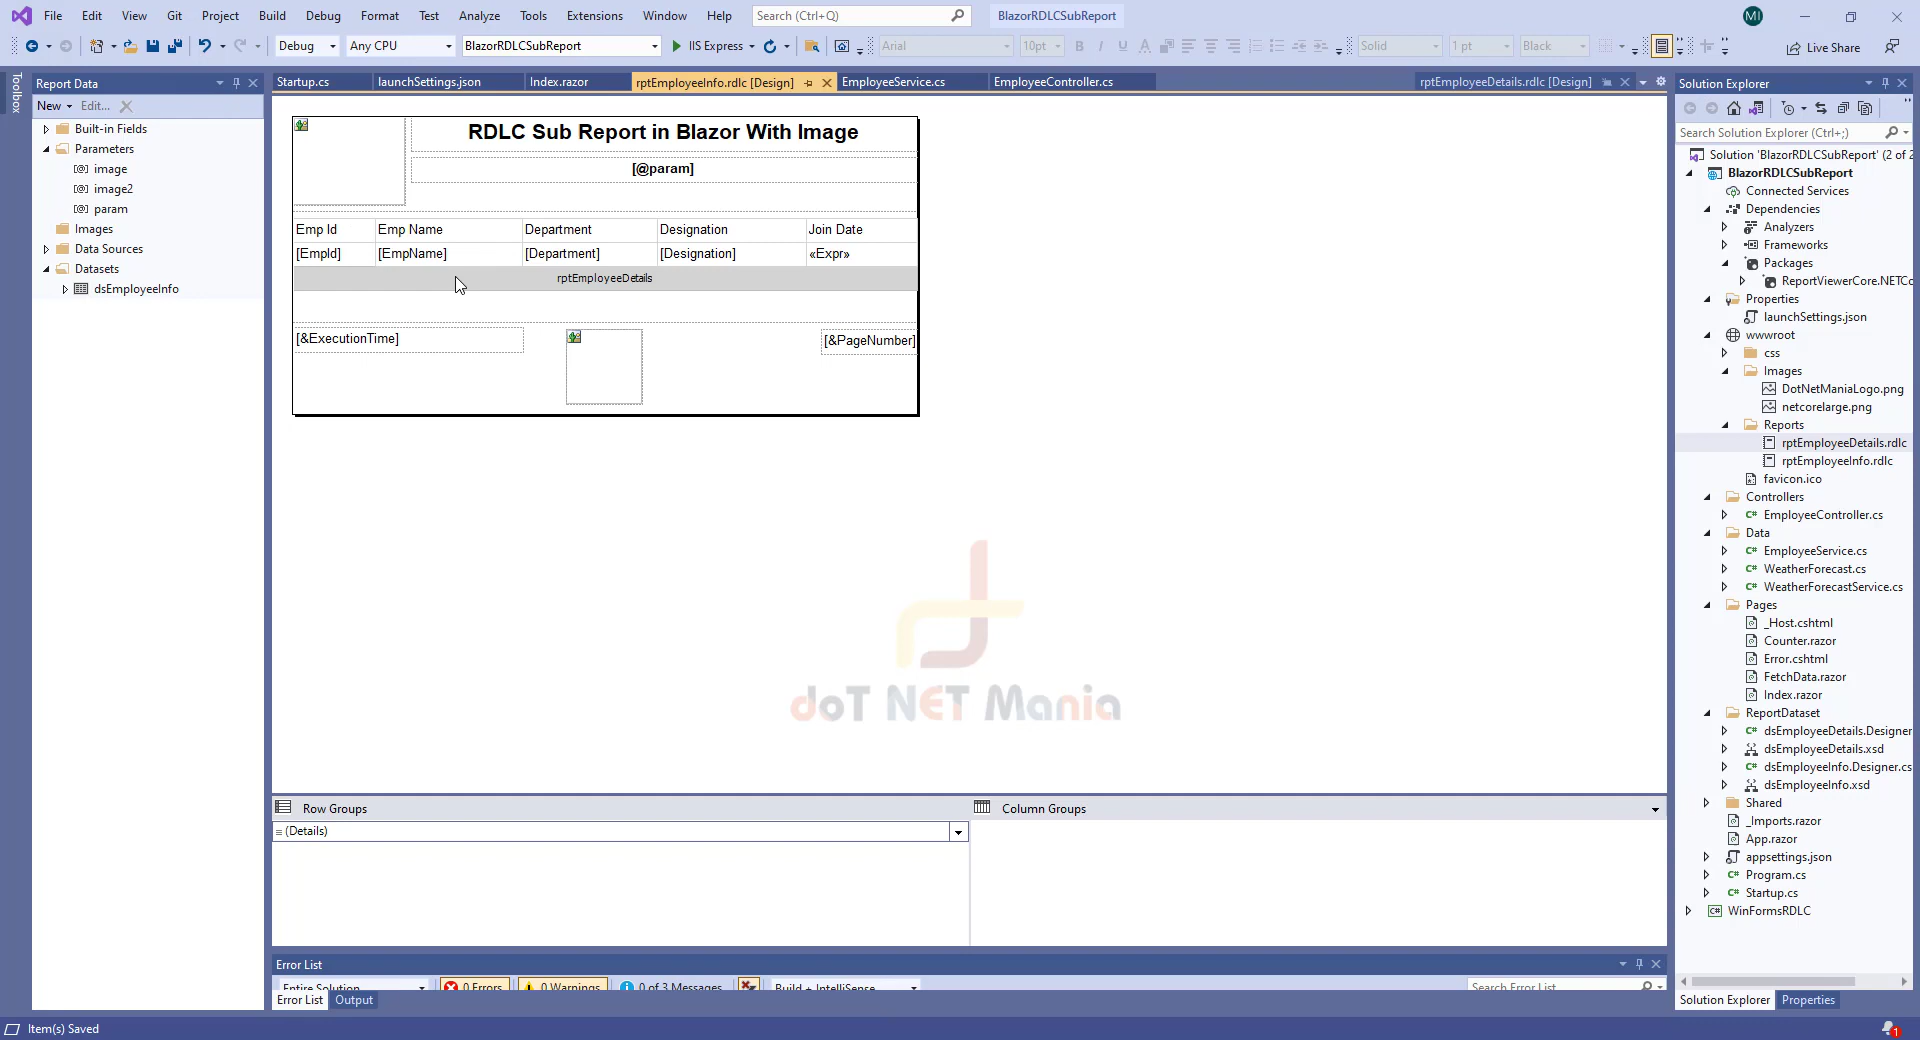 File Edit View Git Project Build Debug Format Test Analyze Tools Extensions Window Help Search (Ctrl+Q) BlazorRDLCSubReport MI
Debug Any CPU BlazorRDLCSubReport IIS Express Arial 10pt B I U A Solid 1 pt Black Live Share
Toolbox
Report Data
New Edit...
Built-in Fields
Parameters
image
image2
param
Images
Data Sources
Datasets
dsEmployeeInfo
Startup.cs launchSettings.json Index.razor rptEmployeeInfo.rdlc [Design] EmployeeService.cs EmployeeController.cs rptEmployeeDetails.rdlc [Design]
RDLC Sub Report in Blazor With Image
[@param]
Emp Id Emp Name Department Designation Join Date
[EmpId] [EmpName] [Department] [Designation] «Expr»
rptEmployeeDetails
[&ExecutionTime] [&PageNumber]
doT NET Mania
Row Groups Column Groups
(Details)
Error List
Entire Solution 0 Errors 0 Warnings 0 of 3 Messages Build + IntelliSense Search Error List
Error List Output
Item(s) Saved
Solution Explorer
Search Solution Explorer (Ctrl+;)
Solution 'BlazorRDLCSubReport' (2 of 2
BlazorRDLCSubReport
Connected Services
Dependencies
Analyzers
Frameworks
Packages
ReportViewerCore.NETCo
Properties
launchSettings.json
wwwroot
css
Images
DotNetManiaLogo.png
netcorelarge.png
Reports
rptEmployeeDetails.rdlc
rptEmployeeInfo.rdlc
favicon.ico
Controllers
EmployeeController.cs
Data
EmployeeService.cs
WeatherForecast.cs
WeatherForecastService.cs
Pages
_Host.cshtml
Counter.razor
Error.cshtml
FetchData.razor
Index.razor
ReportDataset
dsEmployeeDetails.Designer
dsEmployeeDetails.xsd
dsEmployeeInfo.Designer.cs
dsEmployeeInfo.xsd
Shared
_Imports.razor
App.razor
appsettings.json
Program.cs
Startup.cs
WinFormsRDLC
Solution Explorer Properties
1